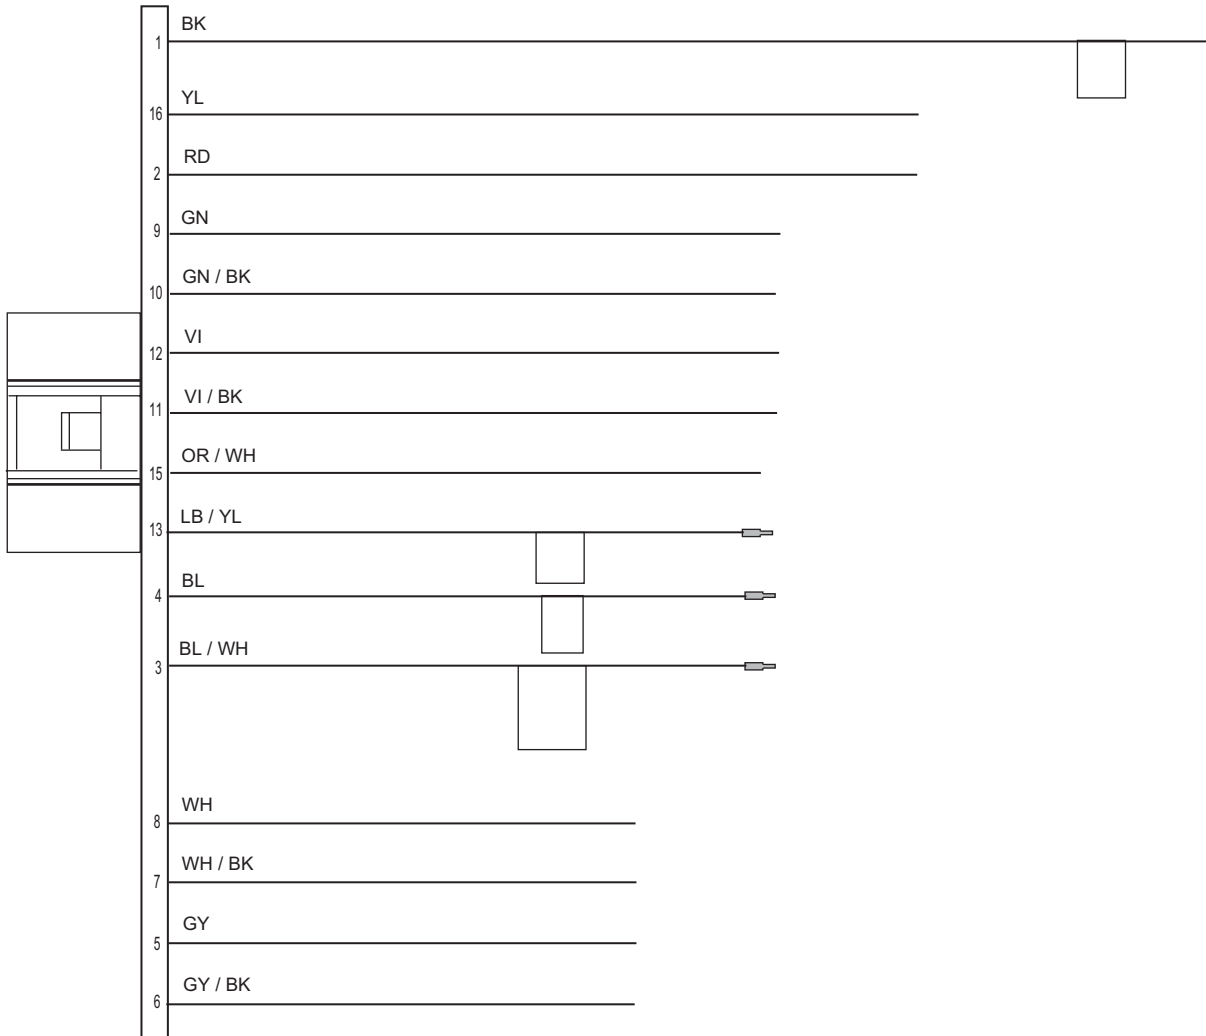 BK
1
YL
16
RD
2
GN
9
GN / BK
10
VI
12
VI / BK
11
OR / WH
15
LB / YL
13
BL
4
BL / WH
3
WH
8
WH / BK
7
GY
5
GY / BK
6